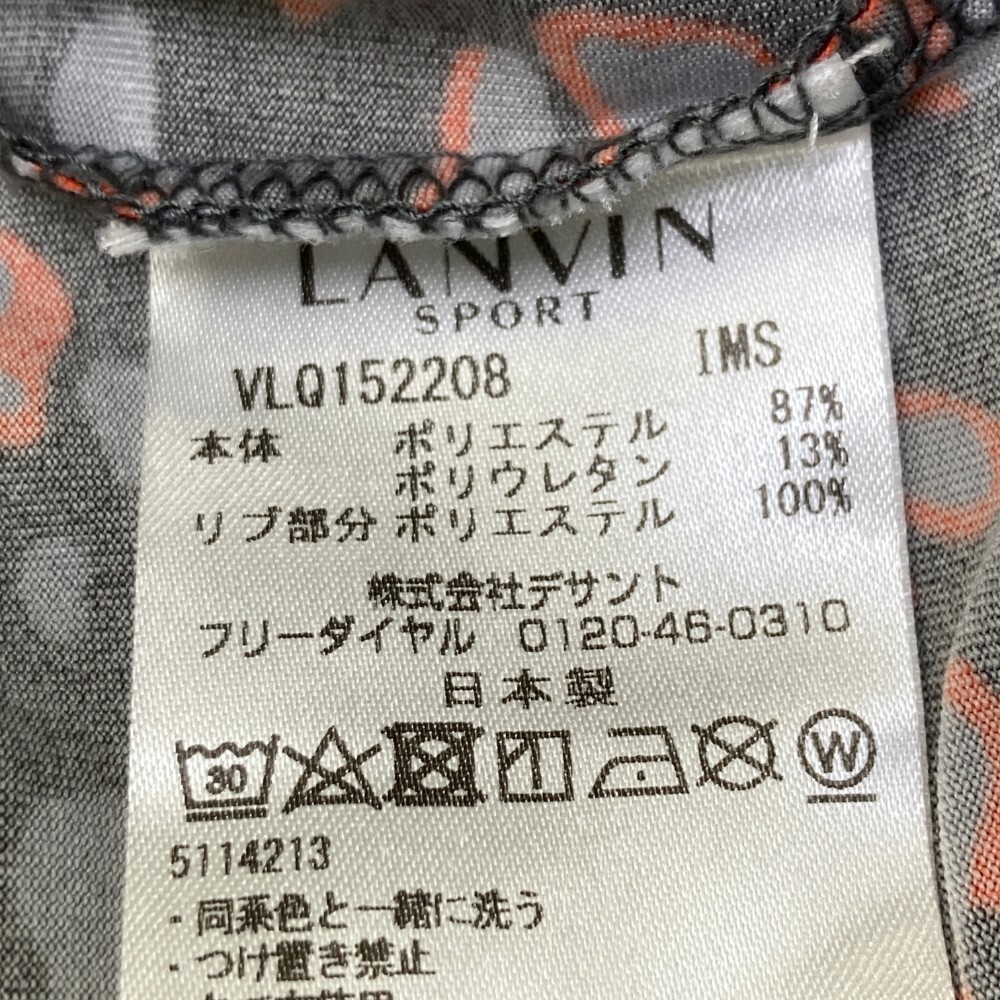 LANVIN
SPORT
VLQ152208 IMS
本体 ポリエステル 87%
ポリウレタン 13%
リブ部分 ポリエステル 100%
株式会社デサント
フリーダイヤル 0120-46-0310
日本製
30 W
5114213
・同系色と一緒に洗う
・つけ置き禁止